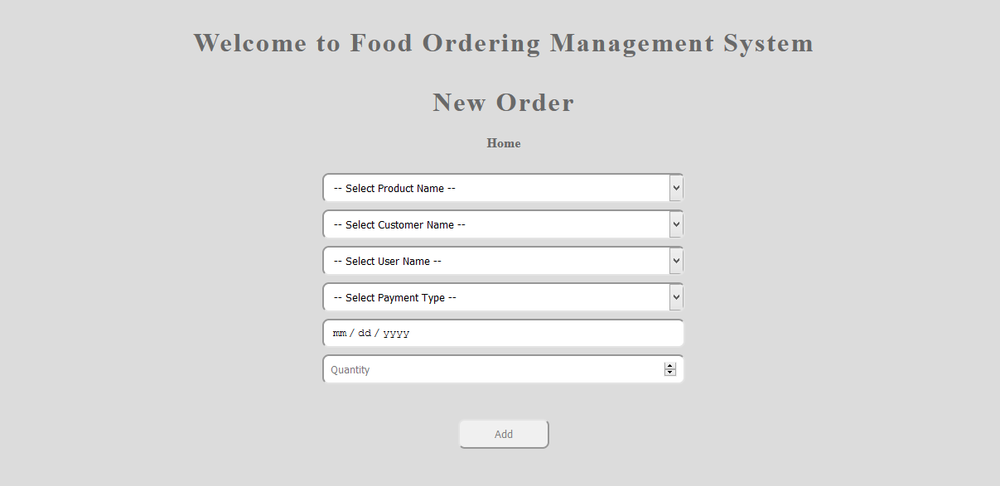 Welcome to Food Ordering Management System
New Order
Home
-- Select Product Name --
-- Select Customer Name --
-- Select User Name --
-- Select Payment Type --
mm / dd / yyyy
Quantity
Add